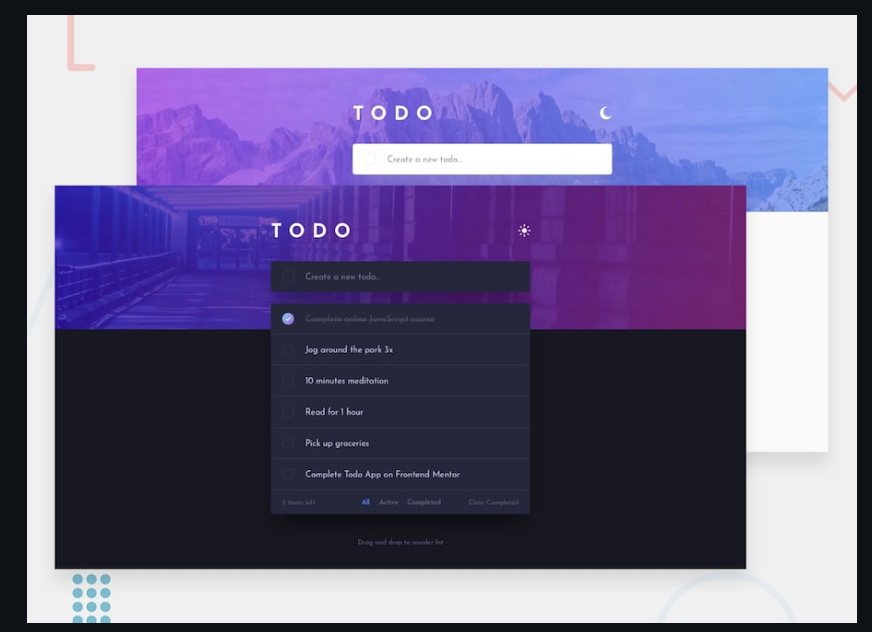 TODO
Create a new todo...
TODO
Create a new todo...
Complete online JavaScript course
Jog around the park 3x
10 minutes meditation
Read for 1 hour
Pick up groceries
Complete Todo App on Frontend Mentor
5 items left All Active Completed Clear Completed
Drag and drop to reorder list